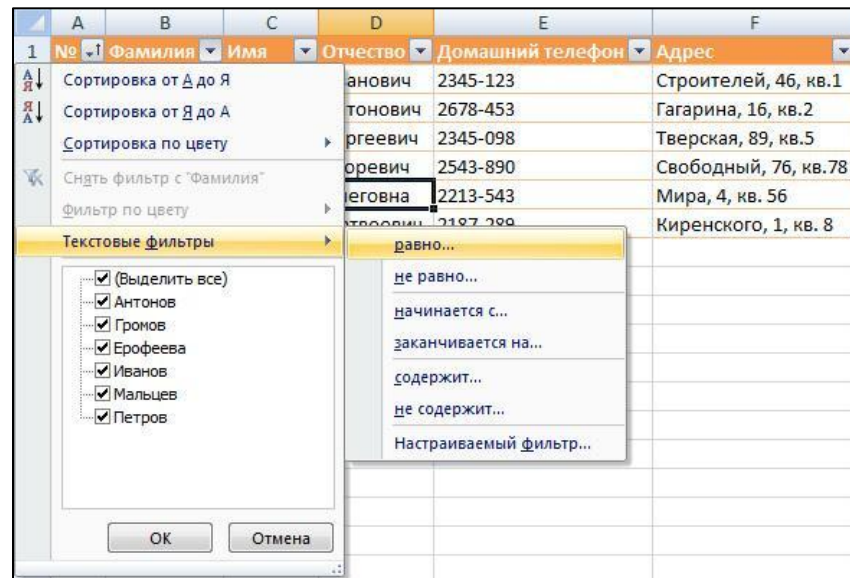 A B C D E F
1 № Фамилия Имя Отчество Домашний телефон Адрес
Сортировка от А до Я
Сортировка от Я до А
Сортировка по цвету
Снять фильтр с "Фамилия"
Фильтр по цвету
Текстовые фильтры
(Выделить все)
Антонов
Громов
Ерофеева
Иванов
Мальцев
Петров
ОК Отмена
равно...
не равно...
начинается с...
заканчивается на...
содержит...
не содержит...
Настраиваемый фильтр...
анович 2345-123 Строителей, 46, кв.1
тонович 2678-453 Гагарина, 16, кв.2
ргеевич 2345-098 Тверская, 89, кв.5
оревич 2543-890 Свободный, 76, кв.78
еговна 2213-543 Мира, 4, кв. 56
2187-289 Киренского, 1, кв. 8